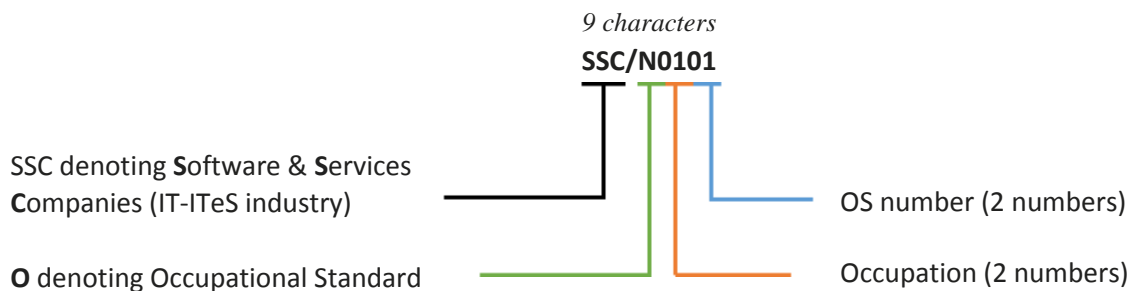 9 characters
SSC/N0101
SSC denoting Software & Services
Companies (IT-ITeS industry)
OS number (2 numbers)
O denoting Occupational Standard
Occupation (2 numbers)